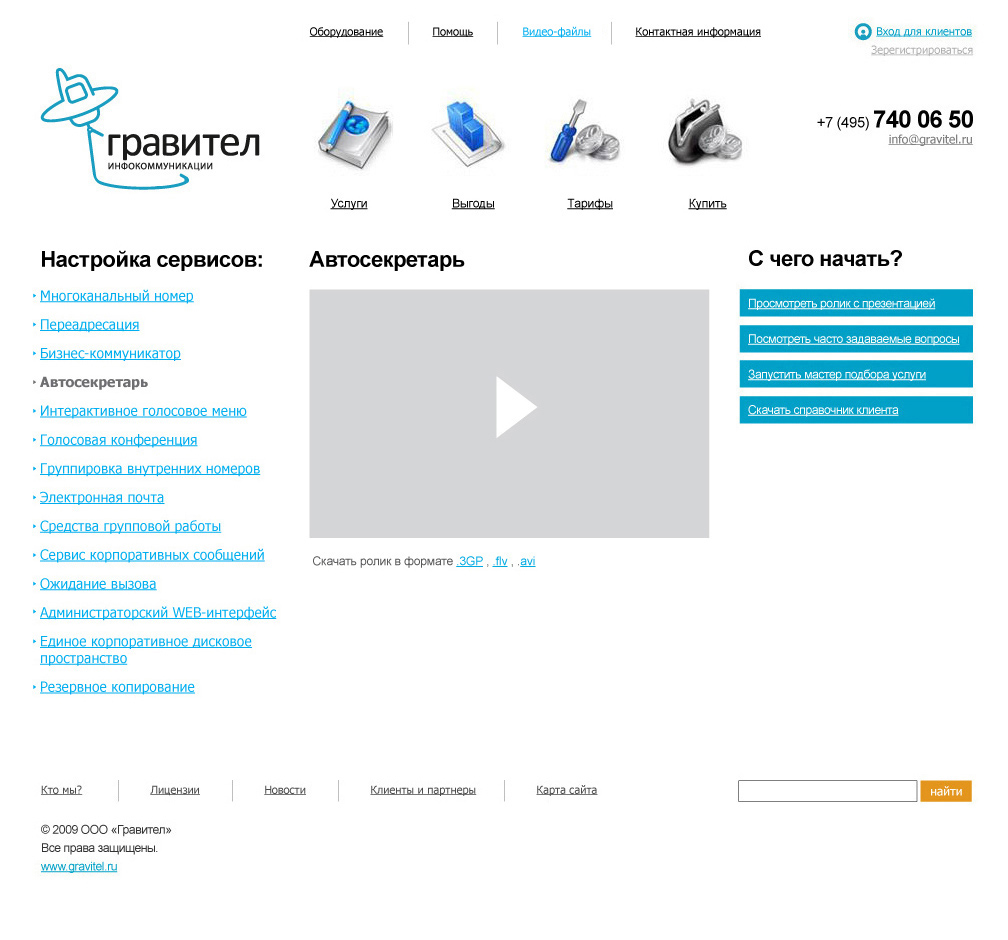 Оборудование
Помощь
Видео-файлы
Контактная информация
Вход для клиентов
Зерегистрироваться
гравител
ИНФОКОММУНИКАЦИИ
+7 (495) 740 06 50
info@gravitel.ru
Услуги
Выгоды
Тарифы
Купить
Настройка сервисов:
Многоканальный номер
Переадресация
Бизнес-коммуникатор
Автосекретарь
Интерактивное голосовое меню
Голосовая конференция
Группировка внутренних номеров
Электронная почта
Средства групповой работы
Сервис корпоративных сообщений
Ожидание вызова
Администраторский WEB-интерфейс
Единое корпоративное дисковое
пространство
Резервное копирование
Автосекретарь
Скачать ролик в формате .3GP , .flv , .avi
С чего начать?
Просмотреть ролик с презентацией
Посмотреть часто задаваемые вопросы
Запустить мастер подбора услуги
Скачать справочник клиента
Кто мы?
Лицензии
Новости
Клиенты и партнеры
Карта сайта
найти
© 2009 ООО «Гравител»
Все права защищены.
www.gravitel.ru